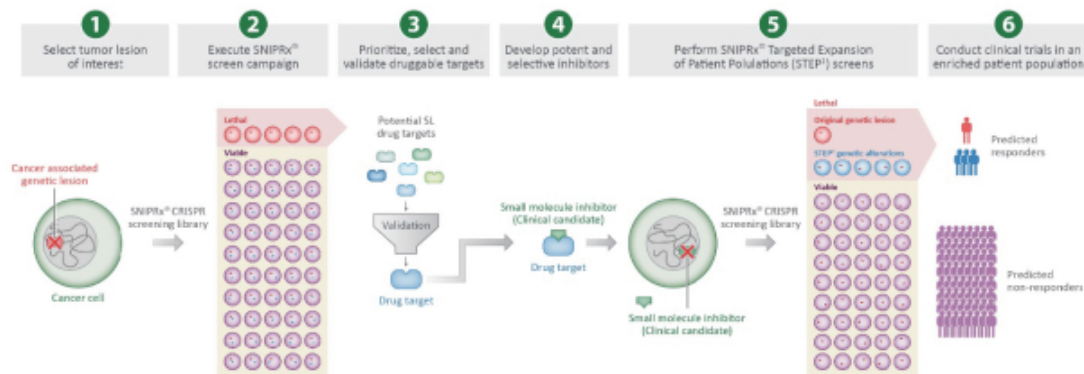 1
Select tumor lesion
of interest
2
Execute SNIPRx®
screen campaign
3
Prioritize, select and
validate druggable targets
4
Develop potent and
selective inhibitors
5
Perform SNIPRx® Targeted Expansion
of Patient Polulations (STEP²) screens
6
Conduct clinical trials in an
enriched patient population
Cancer associated
genetic lesion
Cancer cell
SNIPRx® CRISPR
screening library
Lethal
Viable
Potential SL
drug targets
Validation
Drug target
Small molecule inhibitor
(Clinical candidate)
Drug target
Small molecule inhibitor
(Clinical candidate)
SNIPRx® CRISPR
screening library
Lethal
Original genetic lesion
STEP² genetic alterations
Viable
Predicted
responders
Predicted
non-responders